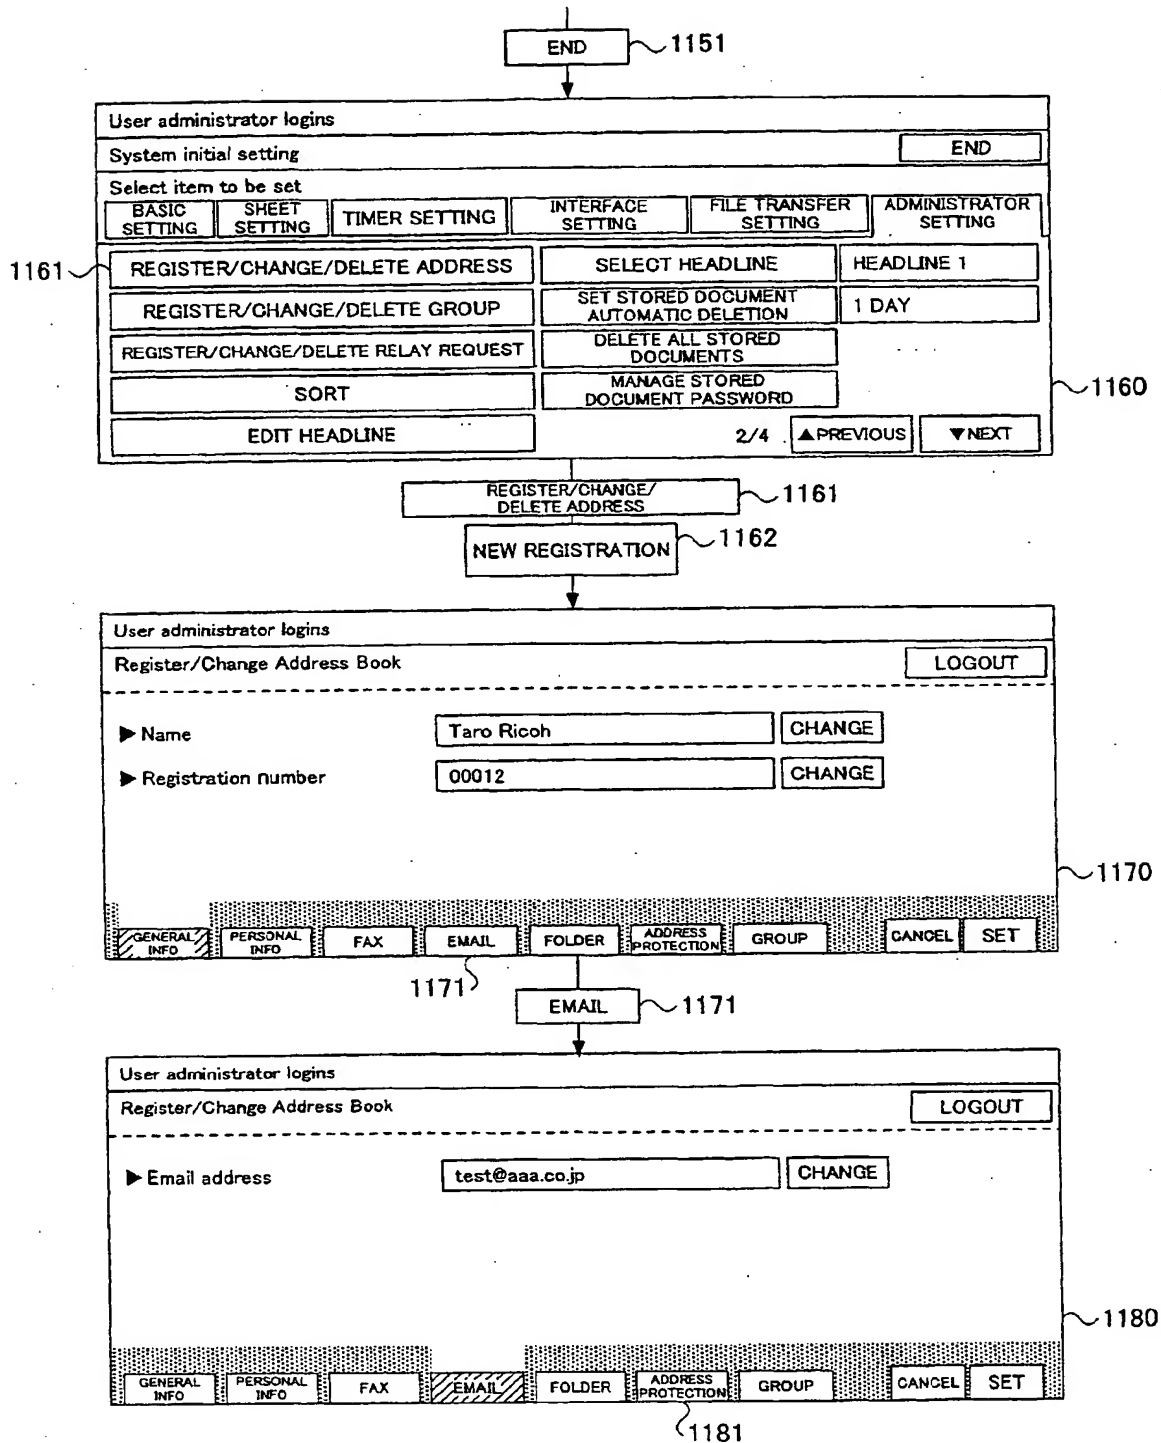 END
1151
User administrator logins
System initial setting
END
Select item to be set
BASIC
SETTING
SHEET
SETTING
TIMER SETTING
INTERFACE
SETTING
FILE TRANSFER
SETTING
ADMINISTRATOR
SETTING
1161
REGISTER/CHANGE/DELETE ADDRESS
SELECT HEADLINE
HEADLINE 1
REGISTER/CHANGE/DELETE GROUP
SET STORED DOCUMENT
AUTOMATIC DELETION
1 DAY
REGISTER/CHANGE/DELETE RELAY REQUEST
DELETE ALL STORED
DOCUMENTS
SORT
MANAGE STORED
DOCUMENT PASSWORD
1160
EDIT HEADLINE
2/4
▲PREVIOUS
▼NEXT
REGISTER/CHANGE/
DELETE ADDRESS
1161
NEW REGISTRATION
1162
User administrator logins
Register/Change Address Book
LOGOUT
▶Name
Taro Ricoh
CHANGE
▶Registration number
00012
CHANGE
1170
GENERAL
INFO
PERSONAL
INFO
FAX
EMAIL
FOLDER
ADDRESS
PROTECTION
GROUP
CANCEL
SET
1171
EMAIL
1171
User administrator logins
Register/Change Address Book
LOGOUT
▶Email address
test@aaa.co.jp
CHANGE
1180
GENERAL
INFO
PERSONAL
INFO
FAX
EMAIL
FOLDER
ADDRESS
PROTECTION
GROUP
CANCEL
SET
1181